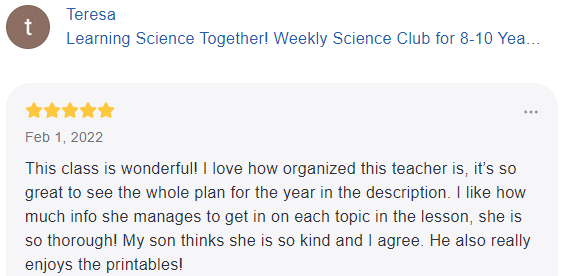 t
Teresa
Learning Science Together! Weekly Science Club for 8-10 Yea...
Feb 1, 2022
This class is wonderful! I love how organized this teacher is, it's so
great to see the whole plan for the year in the description. I like how
much info she manages to get in on each topic in the lesson, she is
so thorough! My son thinks she is so kind and I agree. He also really
enjoys the printables!